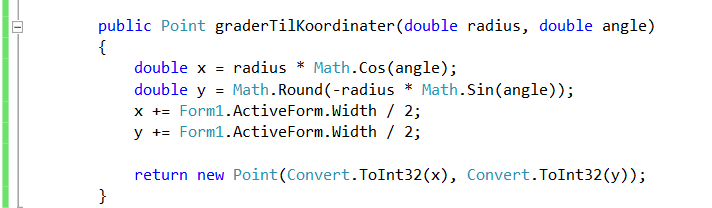 public Point graderTilKoordinater(double radius, double angle)
{
double x = radius * Math.Cos(angle);
double y = Math.Round(-radius * Math.Sin(angle));
x += Form1.ActiveForm.Width / 2;
y += Form1.ActiveForm.Width / 2;
return new Point(Convert.ToInt32(x), Convert.ToInt32(y));
}